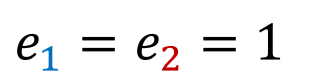 e₁ = e₂ = 1